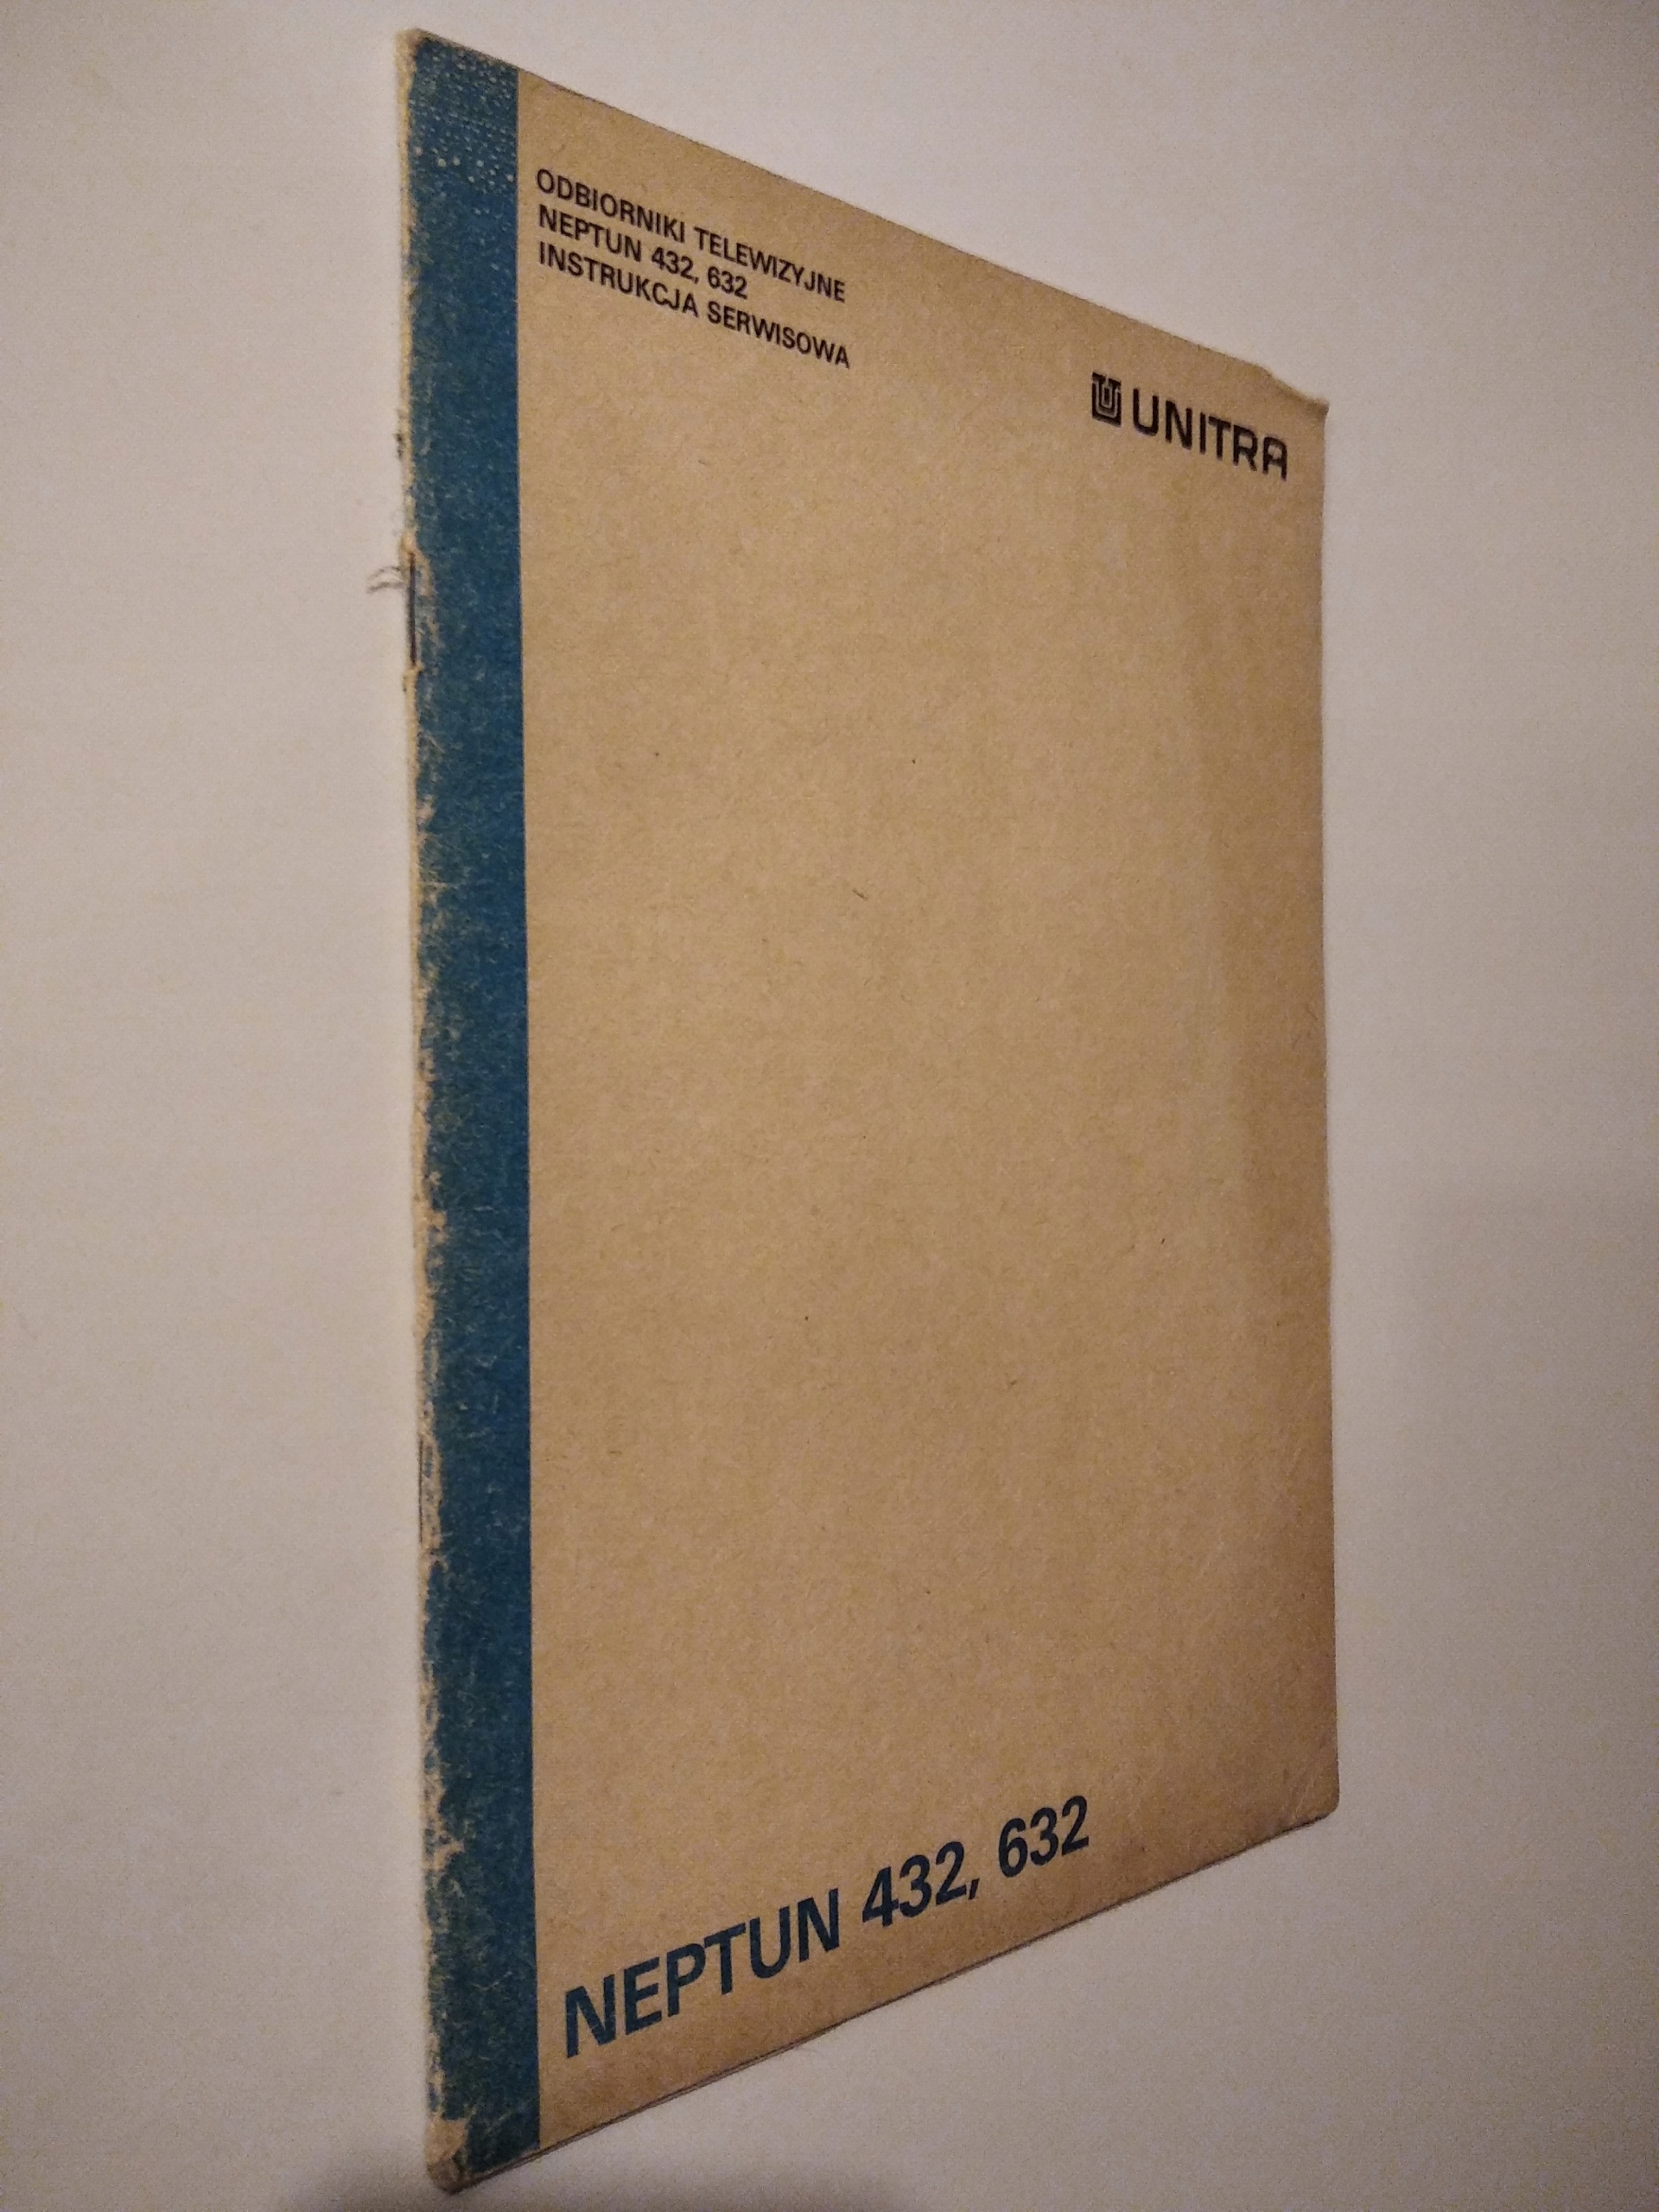 ODBIORNIKI TELEWIZYJNE
NEPTUN 432, 632
INSTRUKCJA SERWISOWA
UNITRA
NEPTUN 432, 632